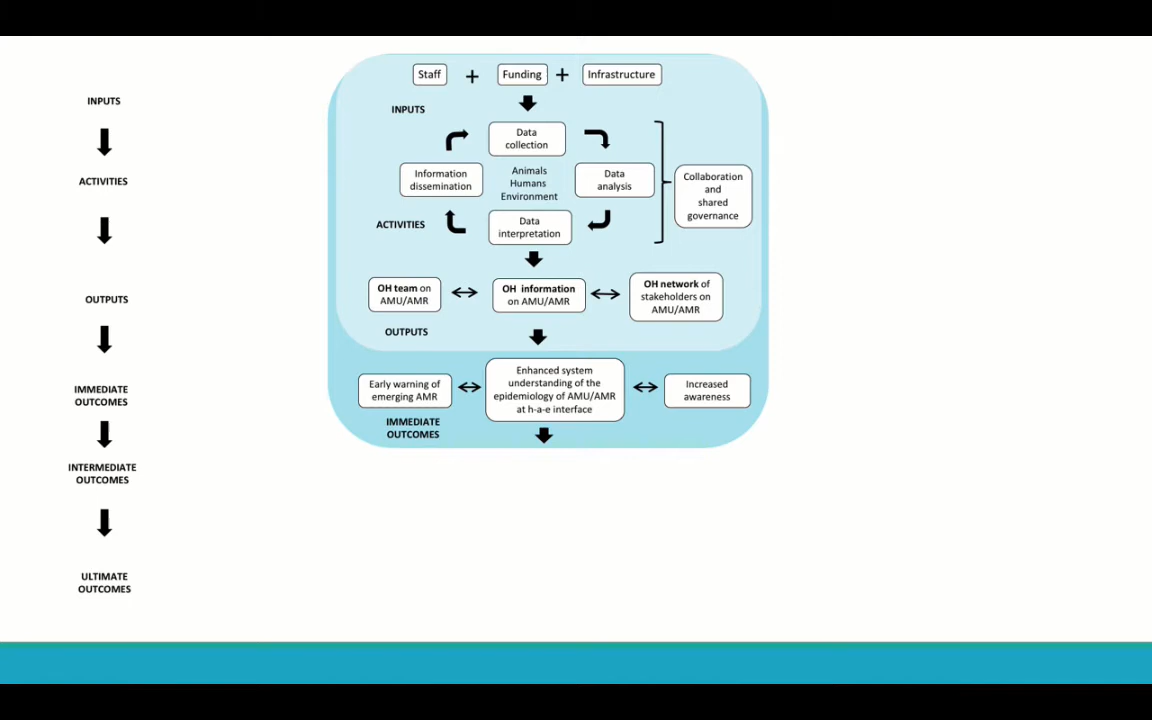 INPUTS
ACTIVITIES
OUTPUTS
IMMEDIATE
OUTCOMES
INTERMEDIATE
OUTCOMES
ULTIMATE
OUTCOMES
Staff + Funding + Infrastructure
INPUTS
Data
collection
Information
dissemination
Animals
Humans
Environment
Data
analysis
Collaboration
and
shared
governance
ACTIVITIES
Data
interpretation
OH team on
AMU/AMR
OH information
on AMU/AMR
OH network of
stakeholders on
AMU/AMR
OUTPUTS
Early warning of
emerging AMR
Enhanced system
understanding of the
epidemiology of AMU/AMR
at h-a-e interface
Increased
awareness
IMMEDIATE
OUTCOMES